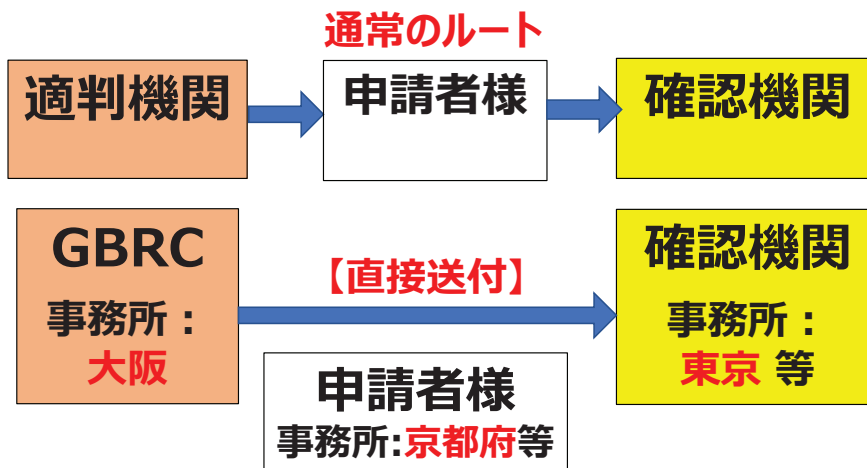 通常のルート
適判機関
申請者様
確認機関
GBRC
事務所：
大阪
【直接送付】
確認機関
事務所：
東京 等
申請者様
事務所:京都府等